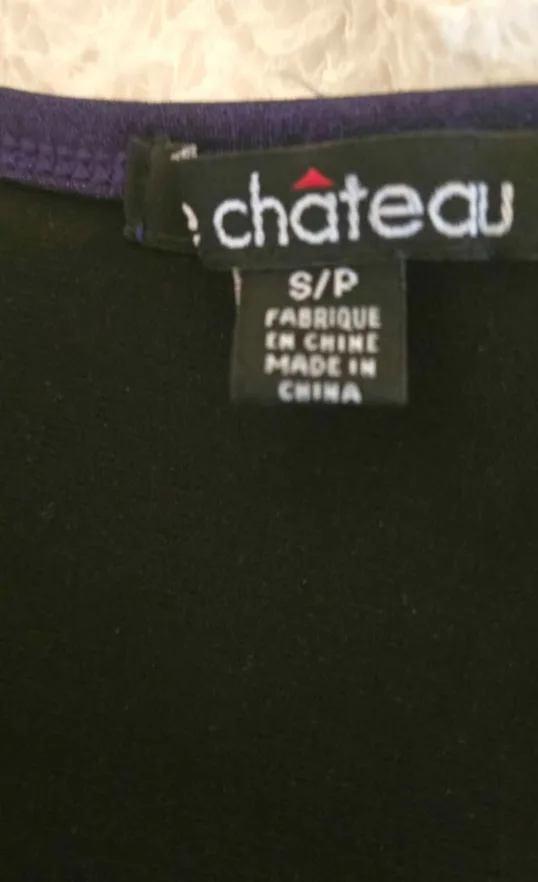 château
S/P
FABRIQUE
EN CHINE
MADE IN
CHINA